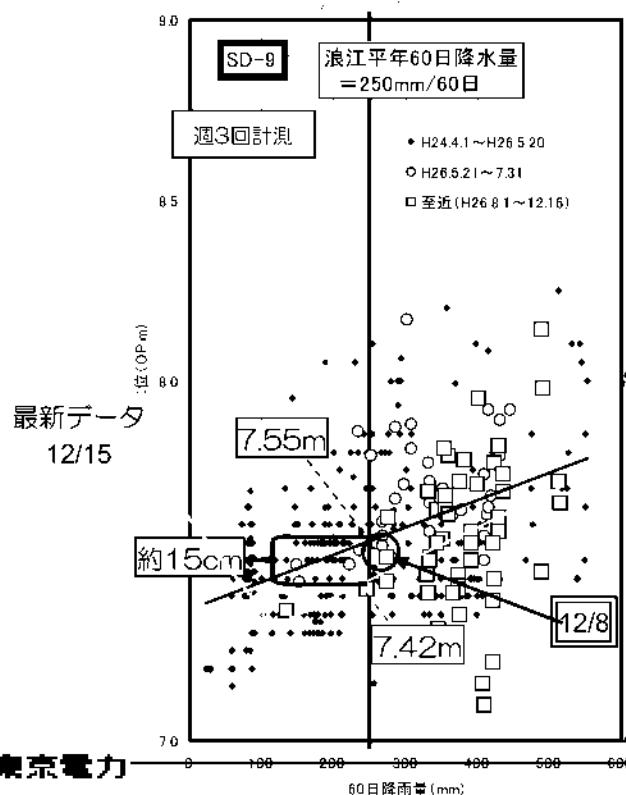 9.0
SD-9
浪江平年60日降水量
=250mm/60日
週3回計測
H24.4.1~H26.5.20
H26.5.21~7.31
至近(H26.8.1~12.16)
8.5
位(OPm)
8.0
最新データ
12/15
7.55m
約15cm
12/8
7.42m
7.0
東京電力
0 100 200 300 400 500 600
60日降雨量(mm)